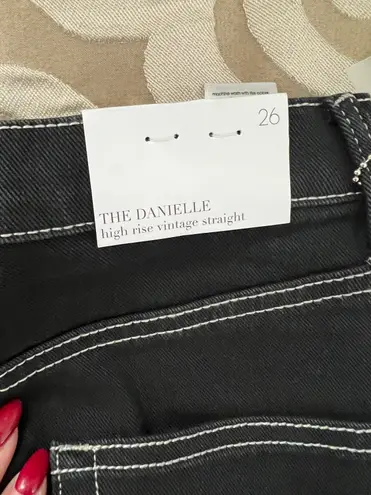 26
THE DANIELLE
high rise vintage straight